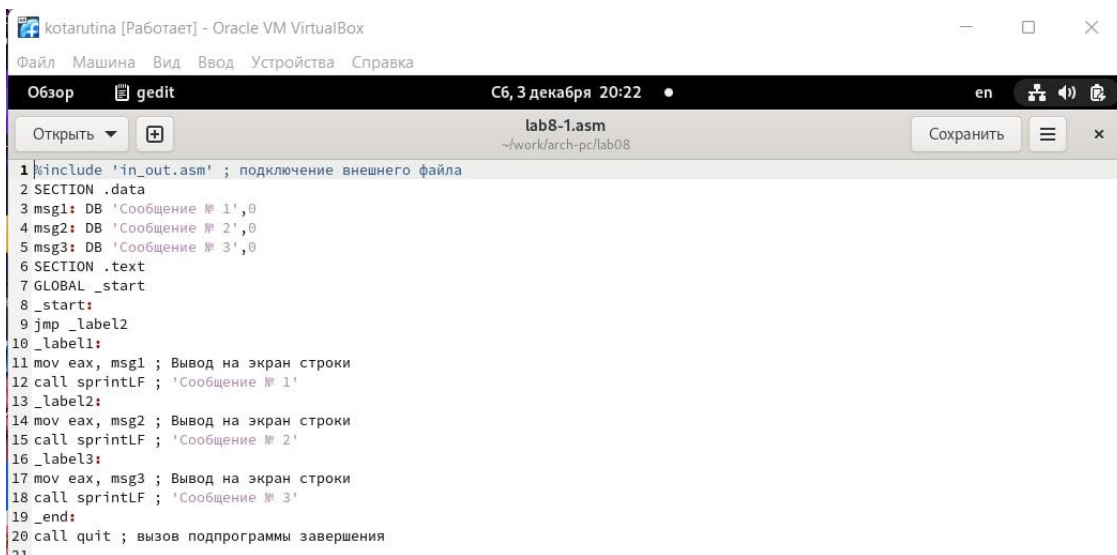 kotarutina [Работает] - Oracle VM VirtualBox
Файл Машина Вид Ввод Устройства Справка
Обзор gedit Сб, 3 декабря 20:22 en
Открыть lab8-1.asm Сохранить
~/work/arch-pc/lab08
1 %include 'in_out.asm' ; подключение внешнего файла
2 SECTION .data
3 msg1: DB 'Сообщение № 1',0
4 msg2: DB 'Сообщение № 2',0
5 msg3: DB 'Сообщение № 3',0
6 SECTION .text
7 GLOBAL _start
8 _start:
9 jmp _label2
10 _label1:
11 mov eax, msg1 ; Вывод на экран строки
12 call sprintLF ; 'Сообщение № 1'
13 _label2:
14 mov eax, msg2 ; Вывод на экран строки
15 call sprintLF ; 'Сообщение № 2'
16 _label3:
17 mov eax, msg3 ; Вывод на экран строки
18 call sprintLF ; 'Сообщение № 3'
19 _end:
20 call quit ; вызов подпрограммы завершения
21